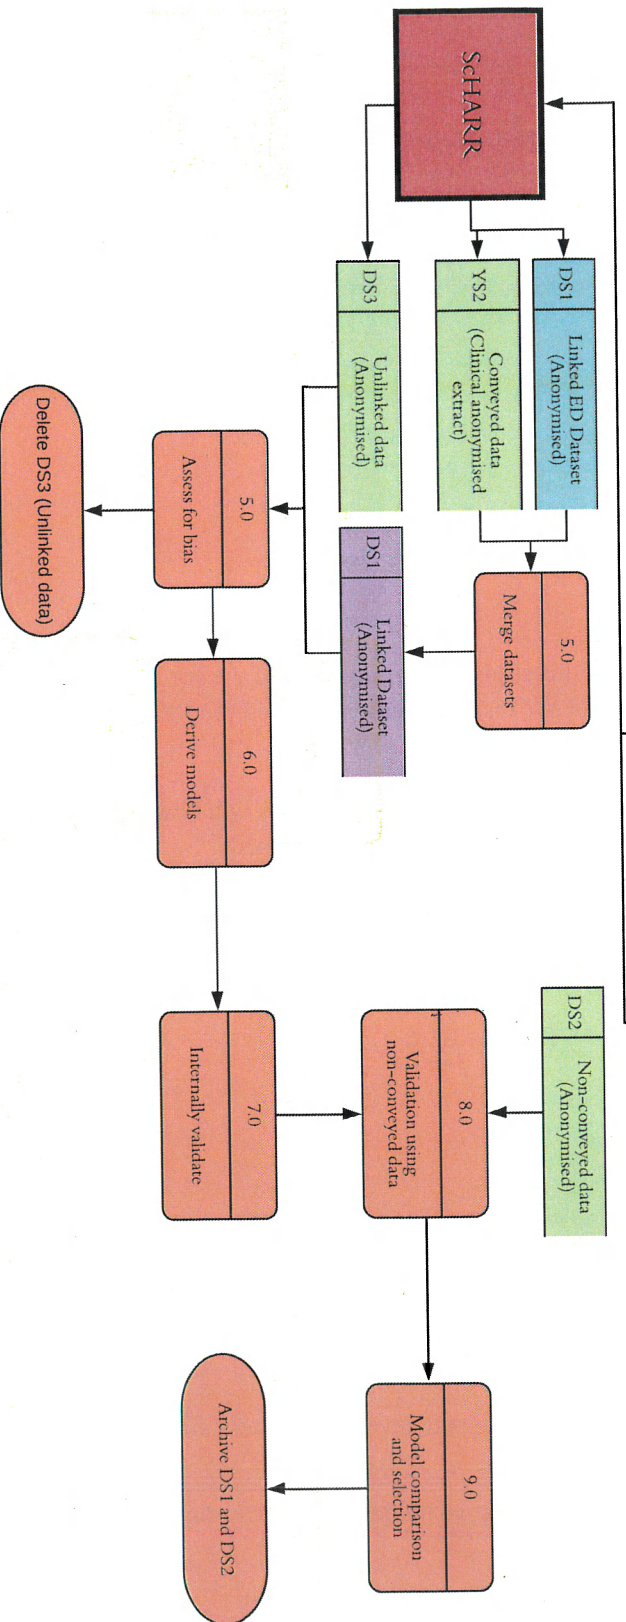 ScHARR
DS1
Linked ED Dataset
(Anonymised)
YS2
Conveyed data
(Clinical anonymised
extract)
DS3
Unlinked data
(Anonymised)
5.0
Merge datasets
DS1
Linked Dataset
(Anonymised)
5.0
Assess for bias
Delete DS3 (Unlinked data)
6.0
Derive models
7.0
Internally validate
DS2
Non-conveyed data
(Anonymised)
8.0
Validation using
non-conveyed data
9.0
Model comparison
and selection
Archive DS1 and DS2